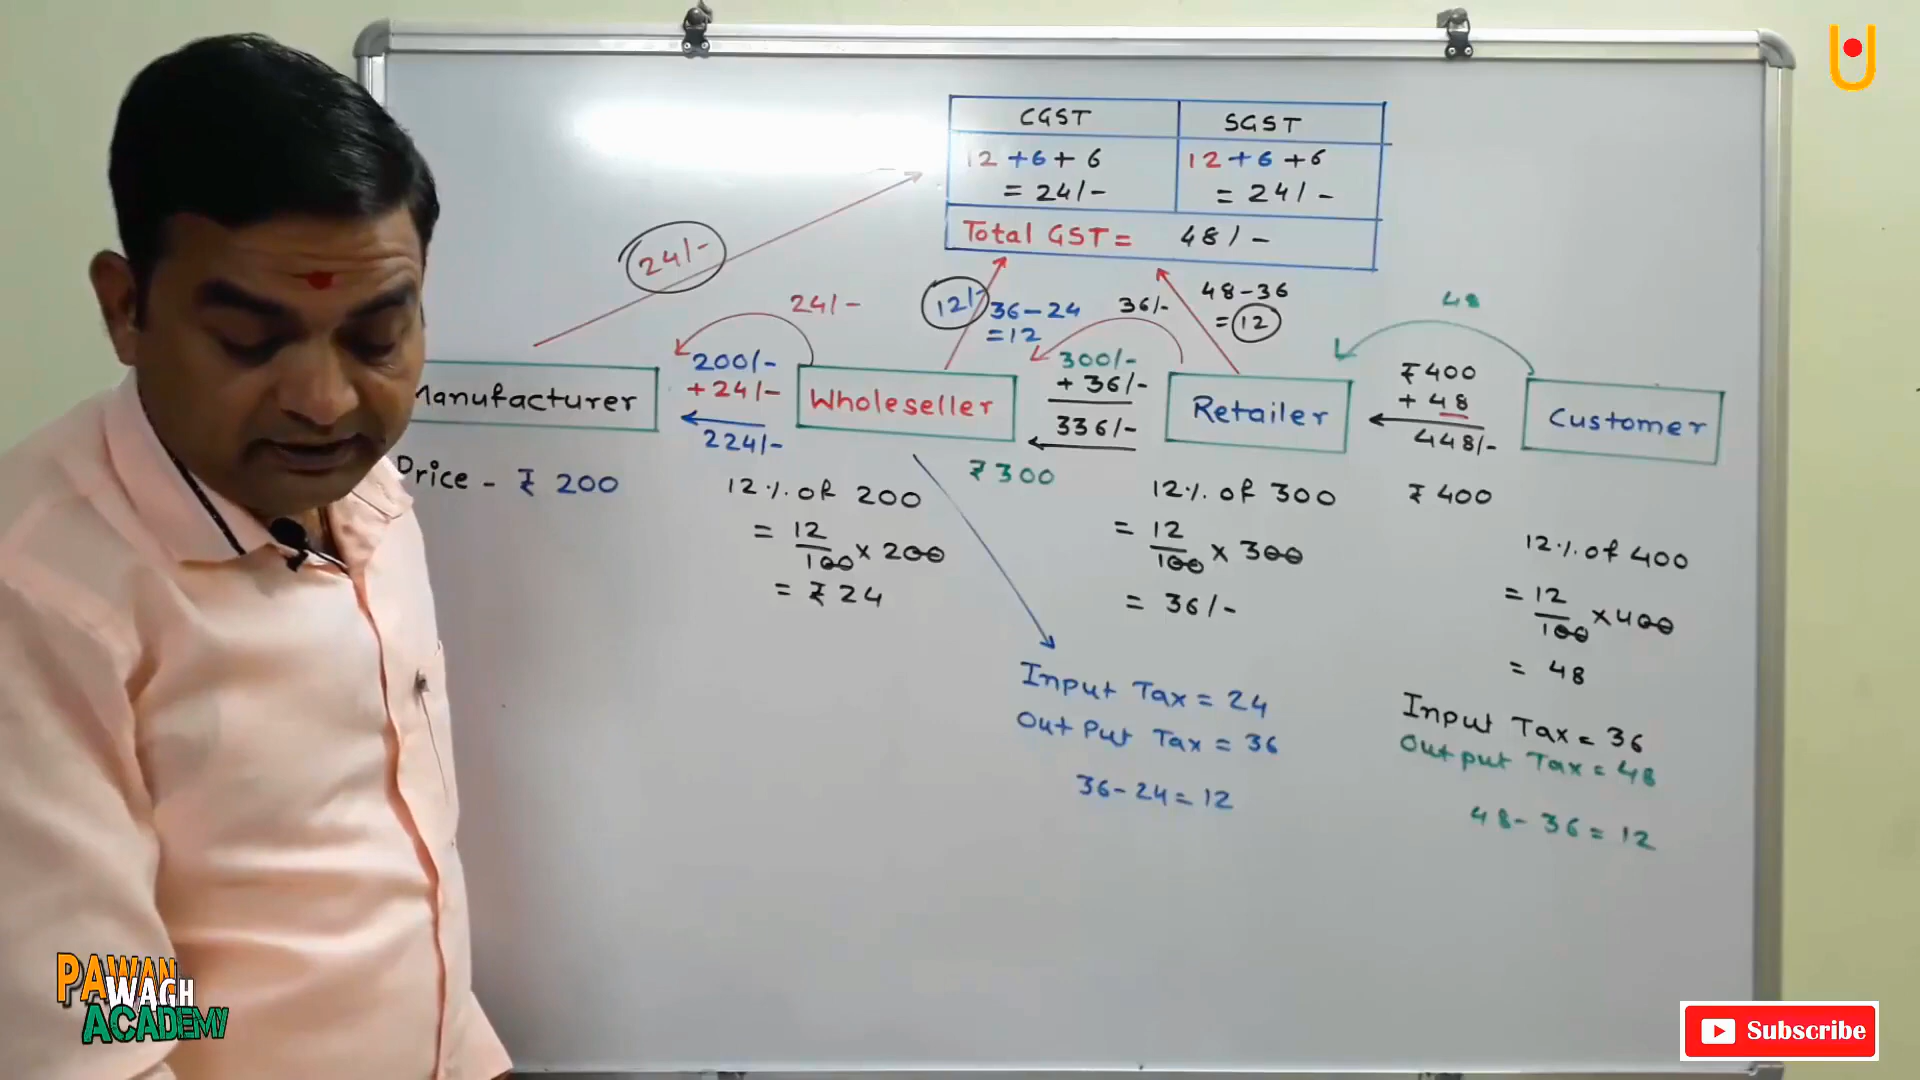 CGST
SGST
12 + 6 + 6
= 24/-
12 + 6 + 6
= 24/-
Total GST = 48/-
24/-
24/-
12/-
36 - 24
= 12
36/-
48 - 36
= 12
48
Manufacturer
200/-
+ 24/-
224/-
Wholeseller
300/-
+ 36/-
336/-
Retailer
₹400
+ 48
448/-
Customer
Price - ₹ 200
₹ 300
₹ 400
12% of 200
= 12/100 x 200
= ₹ 24
12% of 300
= 12/100 x 300
= 36/-
12% of 400
= 12/100 x 400
= 48
Input Tax = 24
Out Put Tax = 36
36 - 24 = 12
Input Tax = 36
Output Tax = 48
48 - 36 = 12
PAWAN
WAGH
ACADEMY
Subscribe